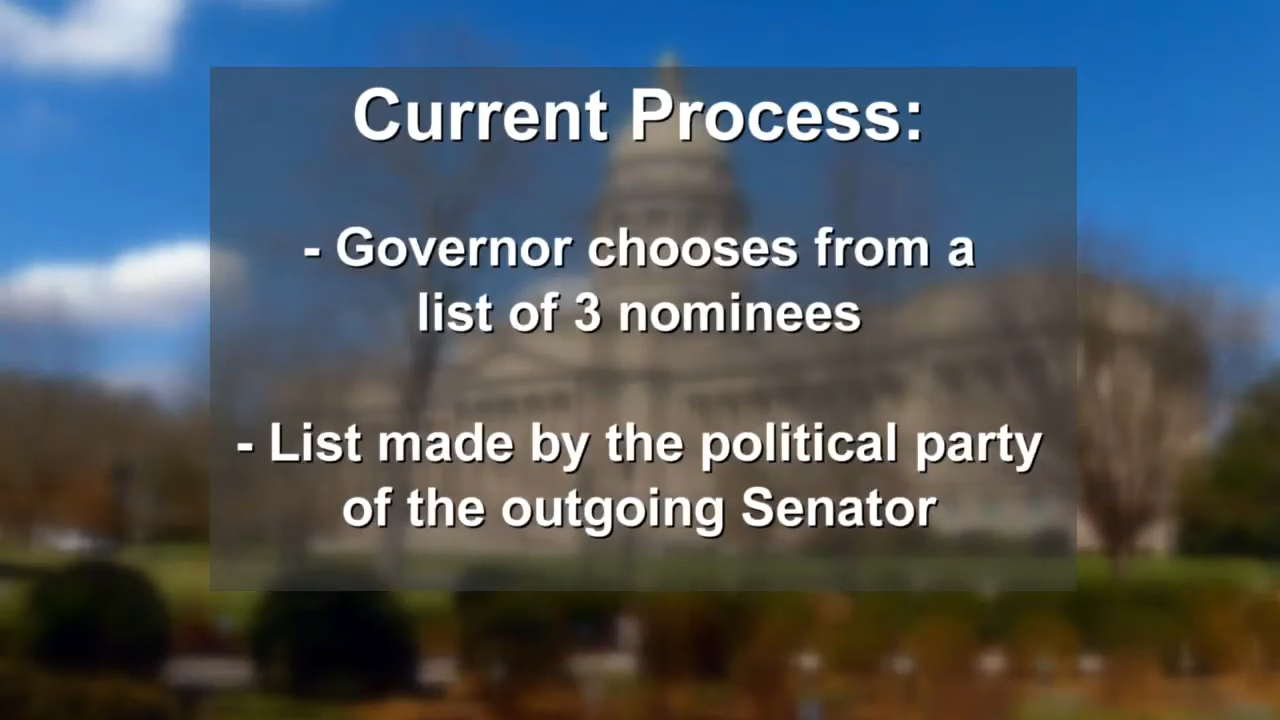 Current Process:
- Governor chooses from a
list of 3 nominees
- List made by the political party
of the outgoing Senator